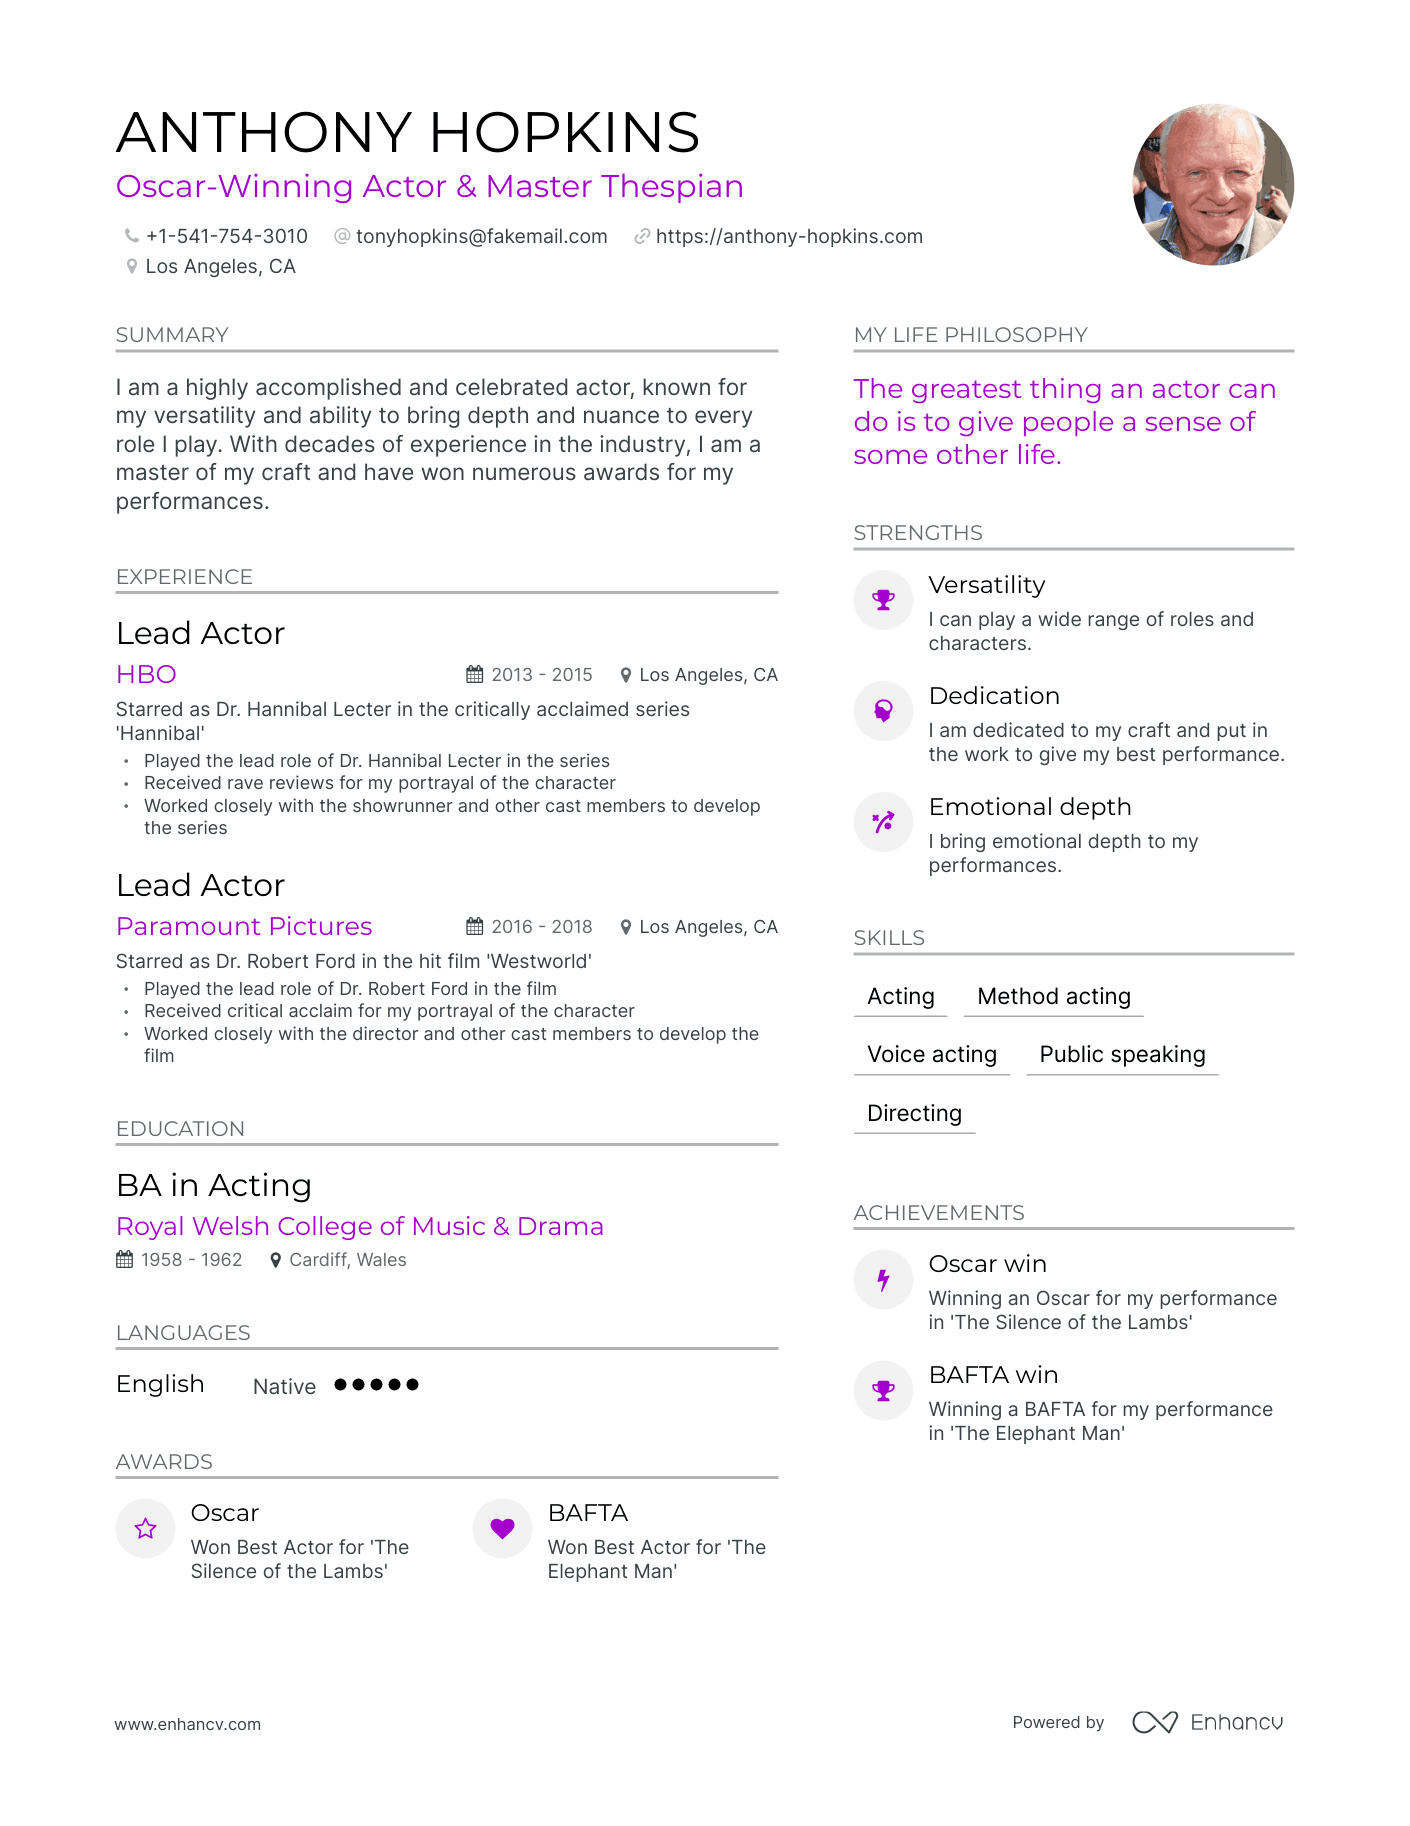 ANTHONY HOPKINS
Oscar-Winning Actor & Master Thespian
+1-541-754-3010 @ tonyhopkins@fakemail.com https://anthony-hopkins.com
Los Angeles, CA
SUMMARY
I am a highly accomplished and celebrated actor, known for
my versatility and ability to bring depth and nuance to every
role I play. With decades of experience in the industry, I am a
master of my craft and have won numerous awards for my
performances.
EXPERIENCE
Lead Actor
HBO 2013 - 2015 Los Angeles, CA
Starred as Dr. Hannibal Lecter in the critically acclaimed series
'Hannibal'
• Played the lead role of Dr. Hannibal Lecter in the series
• Received rave reviews for my portrayal of the character
• Worked closely with the showrunner and other cast members to develop
the series
Lead Actor
Paramount Pictures 2016 - 2018 Los Angeles, CA
Starred as Dr. Robert Ford in the hit film 'Westworld'
• Played the lead role of Dr. Robert Ford in the film
• Received critical acclaim for my portrayal of the character
• Worked closely with the director and other cast members to develop the
film
EDUCATION
BA in Acting
Royal Welsh College of Music & Drama
1958 - 1962 Cardiff, Wales
LANGUAGES
English Native
AWARDS
Oscar
Won Best Actor for 'The
Silence of the Lambs'
BAFTA
Won Best Actor for 'The
Elephant Man'
MY LIFE PHILOSOPHY
The greatest thing an actor can
do is to give people a sense of
some other life.
STRENGTHS
Versatility
I can play a wide range of roles and
characters.
Dedication
I am dedicated to my craft and put in
the work to give my best performance.
Emotional depth
I bring emotional depth to my
performances.
SKILLS
Acting Method acting
Voice acting Public speaking
Directing
ACHIEVEMENTS
Oscar win
Winning an Oscar for my performance
in 'The Silence of the Lambs'
BAFTA win
Winning a BAFTA for my performance
in 'The Elephant Man'
www.enhancv.com
Powered by Enhancv